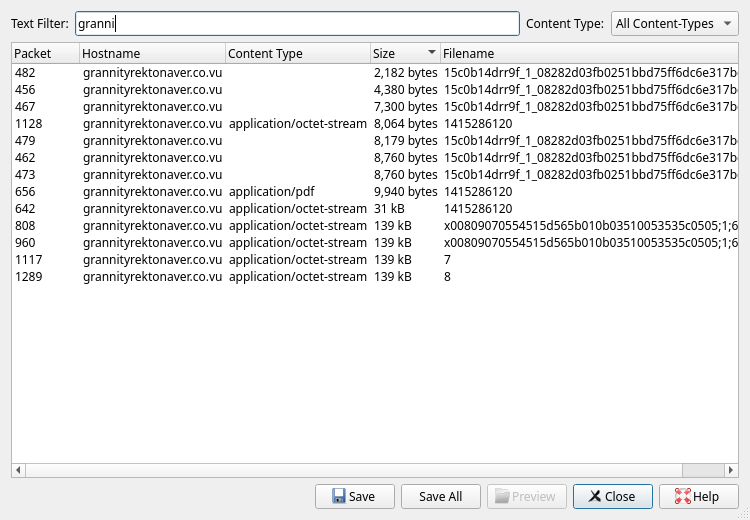 Text Filter: granni Content Type: All Content-Types
Packet Hostname Content Type Size Filename
482 grannityrektonaver.co.vu 2,182 bytes 15c0b14drr9f_1_08282d03fb0251bbd75ff6dc6e317b
456 grannityrektonaver.co.vu 4,380 bytes 15c0b14drr9f_1_08282d03fb0251bbd75ff6dc6e317b
467 grannityrektonaver.co.vu 7,300 bytes 15c0b14drr9f_1_08282d03fb0251bbd75ff6dc6e317b
1128 grannityrektonaver.co.vu application/octet-stream 8,064 bytes 1415286120
479 grannityrektonaver.co.vu 8,179 bytes 15c0b14drr9f_1_08282d03fb0251bbd75ff6dc6e317b
462 grannityrektonaver.co.vu 8,760 bytes 15c0b14drr9f_1_08282d03fb0251bbd75ff6dc6e317b
473 grannityrektonaver.co.vu 8,760 bytes 15c0b14drr9f_1_08282d03fb0251bbd75ff6dc6e317b
656 grannityrektonaver.co.vu application/pdf 9,940 bytes 1415286120
642 grannityrektonaver.co.vu application/octet-stream 31 kB 1415286120
808 grannityrektonaver.co.vu application/octet-stream 139 kB x00809070554515d565b010b03510053535c0505;1;6
960 grannityrektonaver.co.vu application/octet-stream 139 kB x00809070554515d565b010b03510053535c0505;1;6
1117 grannityrektonaver.co.vu application/octet-stream 139 kB 7
1289 grannityrektonaver.co.vu application/octet-stream 139 kB 8
Save Save All Preview Close Help